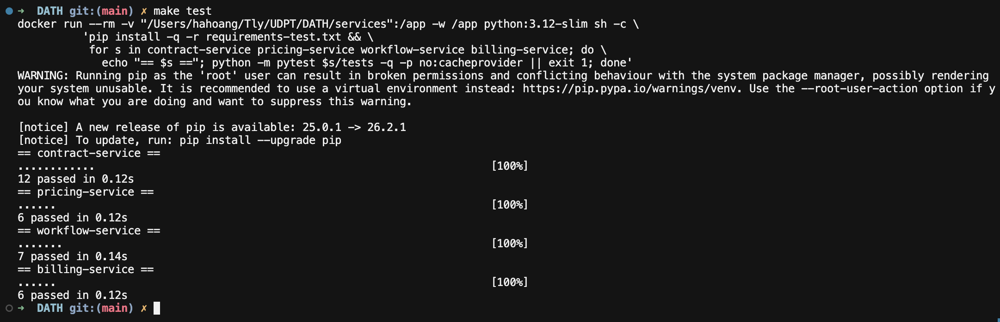 ➜  DATH git:(main) ✗ make test
docker run --rm -v "/Users/hahoang/Tly/UDPT/DATH/services":/app -w /app python:3.12-slim sh -c \
          'pip install -q -r requirements-test.txt && \
           for s in contract-service pricing-service workflow-service billing-service; do \
             echo "== $s =="; python -m pytest $s/tests -q -p no:cacheprovider || exit 1; done'
WARNING: Running pip as the 'root' user can result in broken permissions and conflicting behaviour with the system package manager, possibly rendering
your system unusable. It is recommended to use a virtual environment instead: https://pip.pypa.io/warnings/venv. Use the --root-user-action option if y
ou know what you are doing and want to suppress this warning.

[notice] A new release of pip is available: 25.0.1 -> 26.2.1
[notice] To update, run: pip install --upgrade pip
== contract-service ==
............                                                             [100%]
12 passed in 0.12s
== pricing-service ==
......                                                                   [100%]
6 passed in 0.12s
== workflow-service ==
.......                                                                  [100%]
7 passed in 0.14s
== billing-service ==
......                                                                   [100%]
6 passed in 0.12s
➜  DATH git:(main) ✗